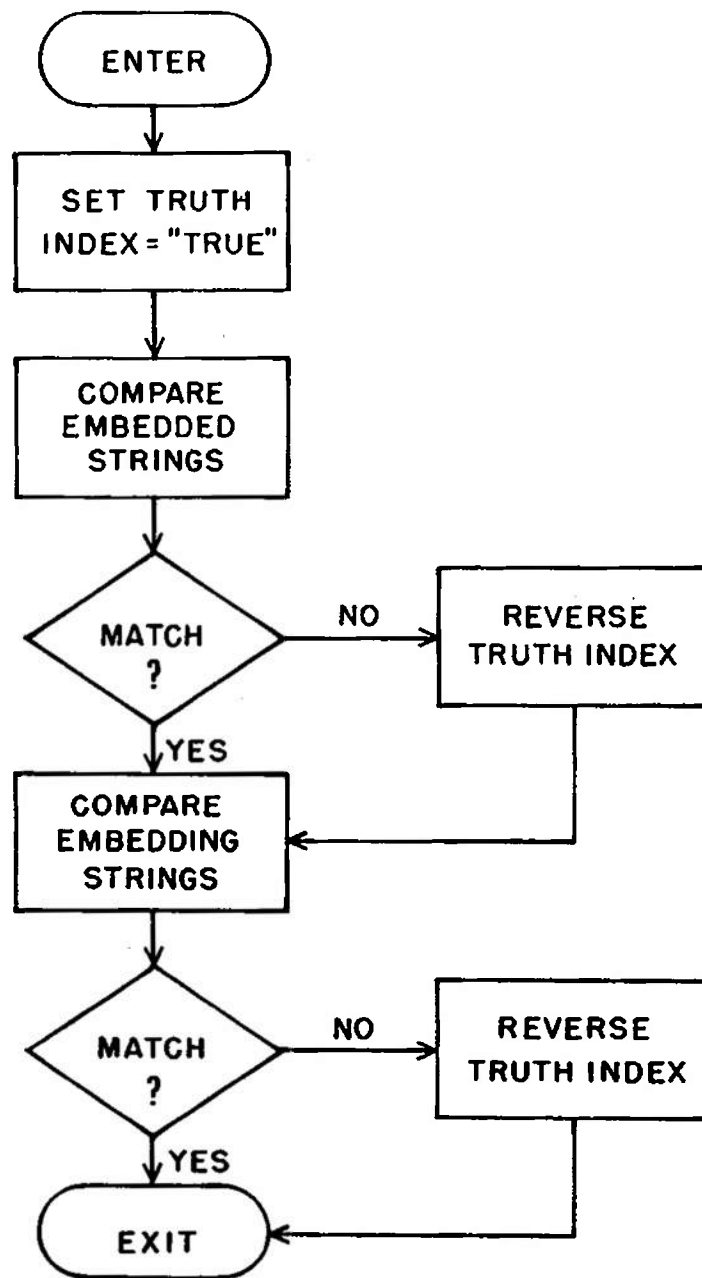 ENTER
SET TRUTH
INDEX = "TRUE"
COMPARE
EMBEDDED
STRINGS
MATCH
?
NO
REVERSE
TRUTH INDEX
YES
COMPARE
EMBEDDING
STRINGS
MATCH
?
NO
REVERSE
TRUTH INDEX
YES
EXIT